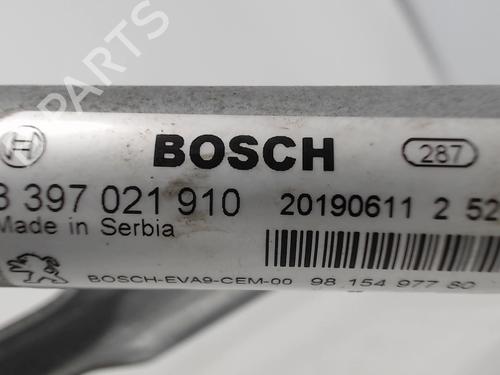 B PARTS
BOSCH
287
3 397 021 910
20190611 2 52
Made in Serbia
BOSCH-EVA9-CEM-00
98 154 977 80